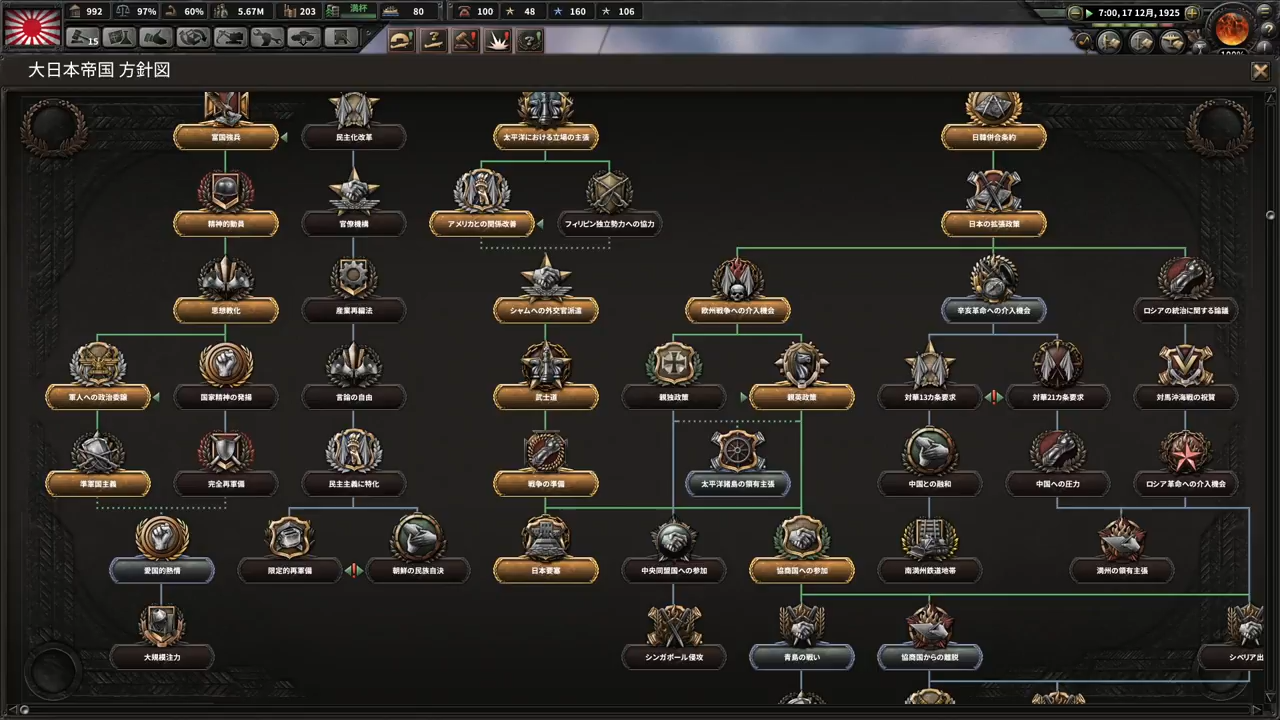 992 97% 60% 5.67M 203 満杯 80 100 48 160 106 7:00, 17 12月, 1925
15
100%
大日本帝国 方針図
富国強兵 民主化改革 太平洋における立場の主張 日韓併合条約
精神的動員 官僚機構 アメリカとの関係改善 フィリピン独立勢力への協力 日本の拡張政策
思想教化 産業再編法 シャムへの外交官派遣 欧州戦争への介入機会 辛亥革命への介入機会 ロシアの統治に関する論議
軍人への政治委譲 国家精神の発揚 言論の自由 武士道 親独政策 親英政策 対華13カ条要求 対華21カ条要求 対馬沖海戦の祝賀
準軍国主義 完全再軍備 民主主義に特化 戦争の準備 太平洋諸島の領有主張 中国との融和 中国への圧力 ロシア革命への介入機会
愛国的熱情 限定的再軍備 朝鮮の民族自決 日本要塞 中央同盟国への参加 協商国への参加 南満州鉄道地帯 満州の領有主張
大規模注力 シンガポール侵攻 青島の戦い 協商国からの離脱 シベリア出